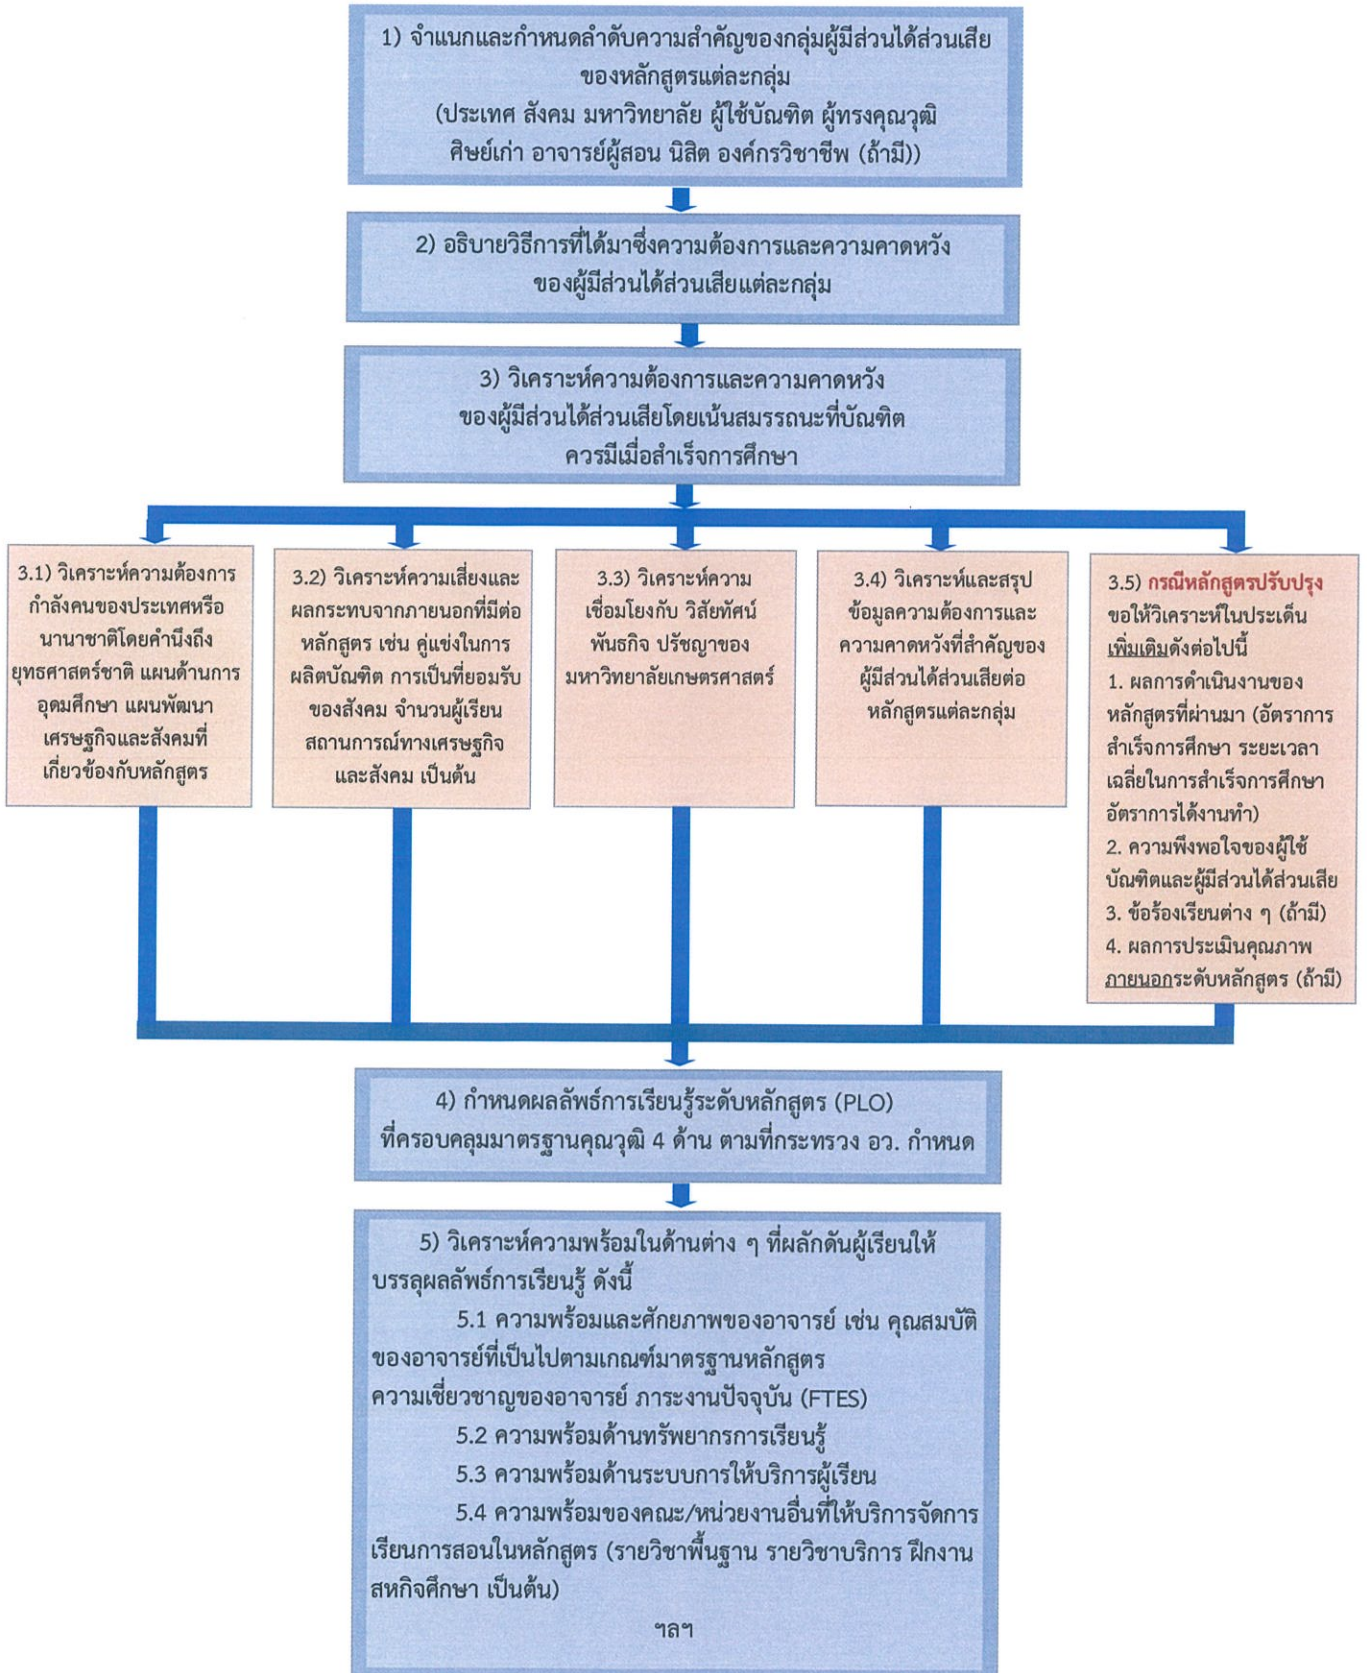 1) จำแนกและกำหนดลำดับความสำคัญของกลุ่มผู้มีส่วนได้ส่วนเสีย
ของหลักสูตรแต่ละกลุ่ม
(ประเทศ สังคม มหาวิทยาลัย ผู้ใช้บัณฑิต ผู้ทรงคุณวุฒิ
ศิษย์เก่า อาจารย์ผู้สอน นิสิต องค์กรวิชาชีพ (ถ้ามี))
2) อธิบายวิธีการที่ได้มาซึ่งความต้องการและความคาดหวัง
ของผู้มีส่วนได้ส่วนเสียแต่ละกลุ่ม
3) วิเคราะห์ความต้องการและความคาดหวัง
ของผู้มีส่วนได้ส่วนเสียโดยเน้นสมรรถนะที่บัณฑิต
ควรมีเมื่อสำเร็จการศึกษา
3.1) วิเคราะห์ความต้องการ
กำลังคนของประเทศหรือ
นานาชาติโดยคำนึงถึง
ยุทธศาสตร์ชาติ แผนด้านการ
อุดมศึกษา แผนพัฒนา
เศรษฐกิจและสังคมที่
เกี่ยวข้องกับหลักสูตร
3.2) วิเคราะห์ความเสี่ยงและ
ผลกระทบจากภายนอกที่มีต่อ
หลักสูตร เช่น คู่แข่งในการ
ผลิตบัณฑิต การเป็นที่ยอมรับ
ของสังคม จำนวนผู้เรียน
สถานการณ์ทางเศรษฐกิจ
และสังคม เป็นต้น
3.3) วิเคราะห์ความ
เชื่อมโยงกับ วิสัยทัศน์
พันธกิจ ปรัชญาของ
มหาวิทยาลัยเกษตรศาสตร์
3.4) วิเคราะห์และสรุป
ข้อมูลความต้องการและ
ความคาดหวังที่สำคัญของ
ผู้มีส่วนได้ส่วนเสียต่อ
หลักสูตรแต่ละกลุ่ม
3.5) กรณีหลักสูตรปรับปรุง
ขอให้วิเคราะห์ในประเด็น
เพิ่มเติมดังต่อไปนี้
1. ผลการดำเนินงานของ
หลักสูตรที่ผ่านมา (อัตราการ
สำเร็จการศึกษา ระยะเวลา
เฉลี่ยในการสำเร็จการศึกษา
อัตราการได้งานทำ)
2. ความพึงพอใจของผู้ใช้
บัณฑิตและผู้มีส่วนได้ส่วนเสีย
3. ข้อร้องเรียนต่าง ๆ (ถ้ามี)
4. ผลการประเมินคุณภาพ
ภายนอกระดับหลักสูตร (ถ้ามี)
4) กำหนดผลลัพธ์การเรียนรู้ระดับหลักสูตร (PLO)
ที่ครอบคลุมมาตรฐานคุณวุฒิ 4 ด้าน ตามที่กระทรวง อว. กำหนด
5) วิเคราะห์ความพร้อมในด้านต่าง ๆ ที่ผลักดันผู้เรียนให้
บรรลุผลลัพธ์การเรียนรู้ ดังนี้
5.1 ความพร้อมและศักยภาพของอาจารย์ เช่น คุณสมบัติ
ของอาจารย์ที่เป็นไปตามเกณฑ์มาตรฐานหลักสูตร
ความเชี่ยวชาญของอาจารย์ ภาระงานปัจจุบัน (FTES)
5.2 ความพร้อมด้านทรัพยากรการเรียนรู้
5.3 ความพร้อมด้านระบบการให้บริการผู้เรียน
5.4 ความพร้อมของคณะ/หน่วยงานอื่นที่ให้บริการจัดการ
เรียนการสอนในหลักสูตร (รายวิชาพื้นฐาน รายวิชาบริการ ฝึกงาน
สหกิจศึกษา เป็นต้น)
ฯลฯ